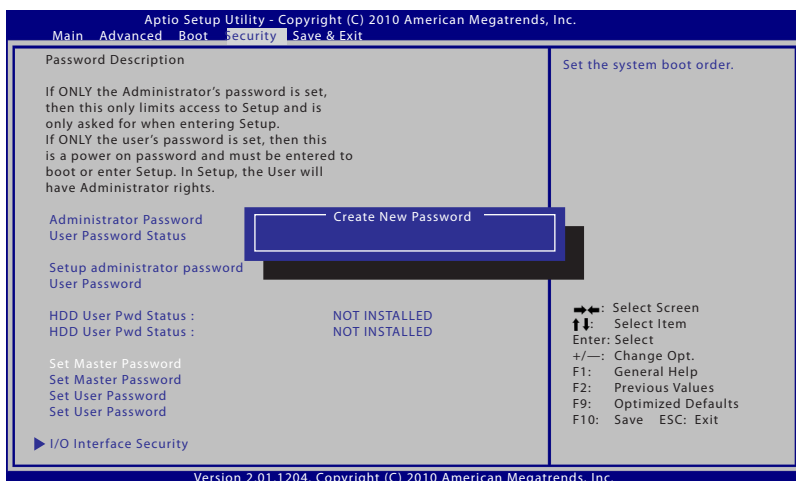 Aptio Setup Utility - Copyright (C) 2010 American Megatrends, Inc.
Main Advanced Boot Security Save & Exit
Password Description
If ONLY the Administrator's password is set,
then this only limits access to Setup and is
only asked for when entering Setup.
If ONLY the user's password is set, then this
is a power on password and must be entered to
boot or enter Setup. In Setup, the User will
have Administrator rights.
Administrator Password
User Password Status
Create New Password
Setup administrator password
User Password
HDD User Pwd Status : NOT INSTALLED
HDD User Pwd Status : NOT INSTALLED
Set Master Password
Set Master Password
Set User Password
Set User Password
I/O Interface Security
Set the system boot order.
→←: Select Screen
↑↓: Select Item
Enter: Select
+/—: Change Opt.
F1: General Help
F2: Previous Values
F9: Optimized Defaults
F10: Save ESC: Exit
Version 2.01.1204. Copyright (C) 2010 American Megatrends, Inc.